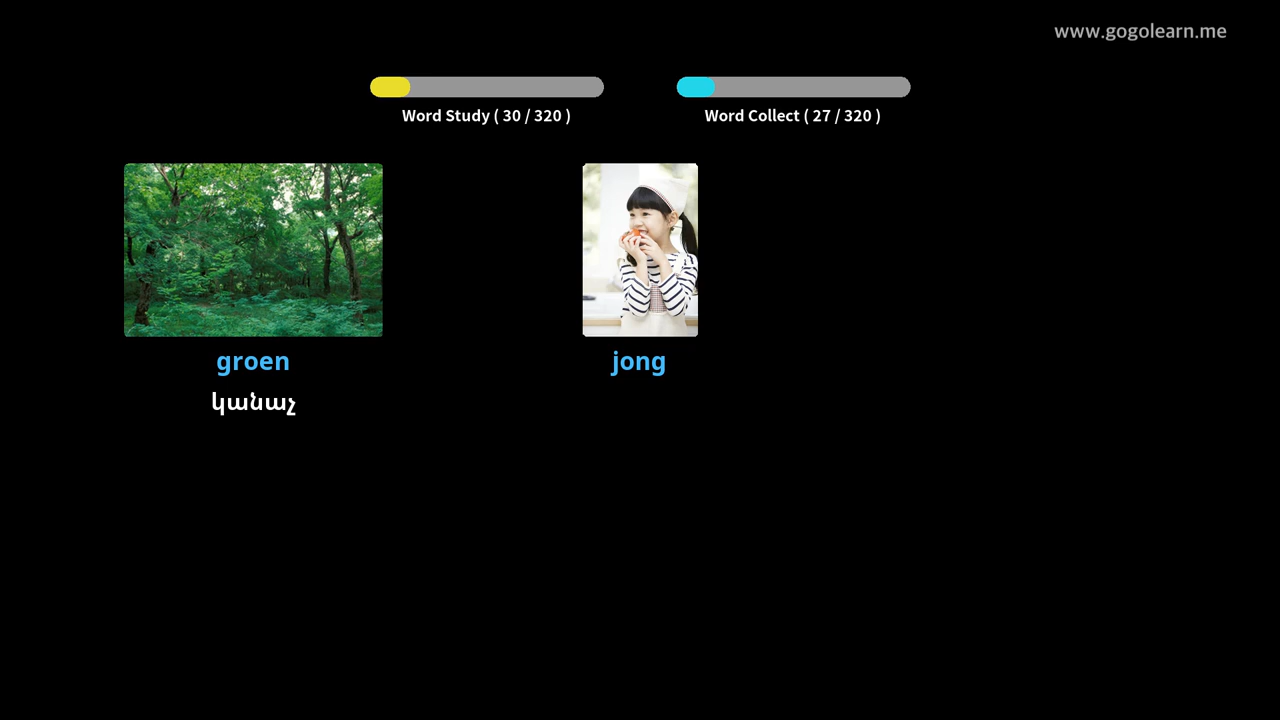 www.gogolearn.me
Word Study ( 30 / 320 )
Word Collect ( 27 / 320 )
groen
jong
կանաչ